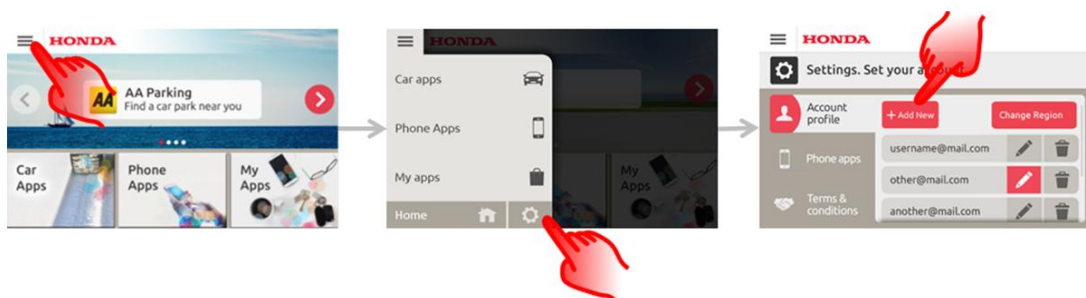 HONDA
AA
AA Parking
Find a car park near you
Car
Apps
Phone
Apps
My
Apps
HONDA
Car apps
Phone Apps
My apps
Home
My
Apps
HONDA
Settings. Set your account
Account
profile
Phone apps
Terms &
conditions
+ Add New
Change Region
username@mail.com
other@mail.com
another@mail.com